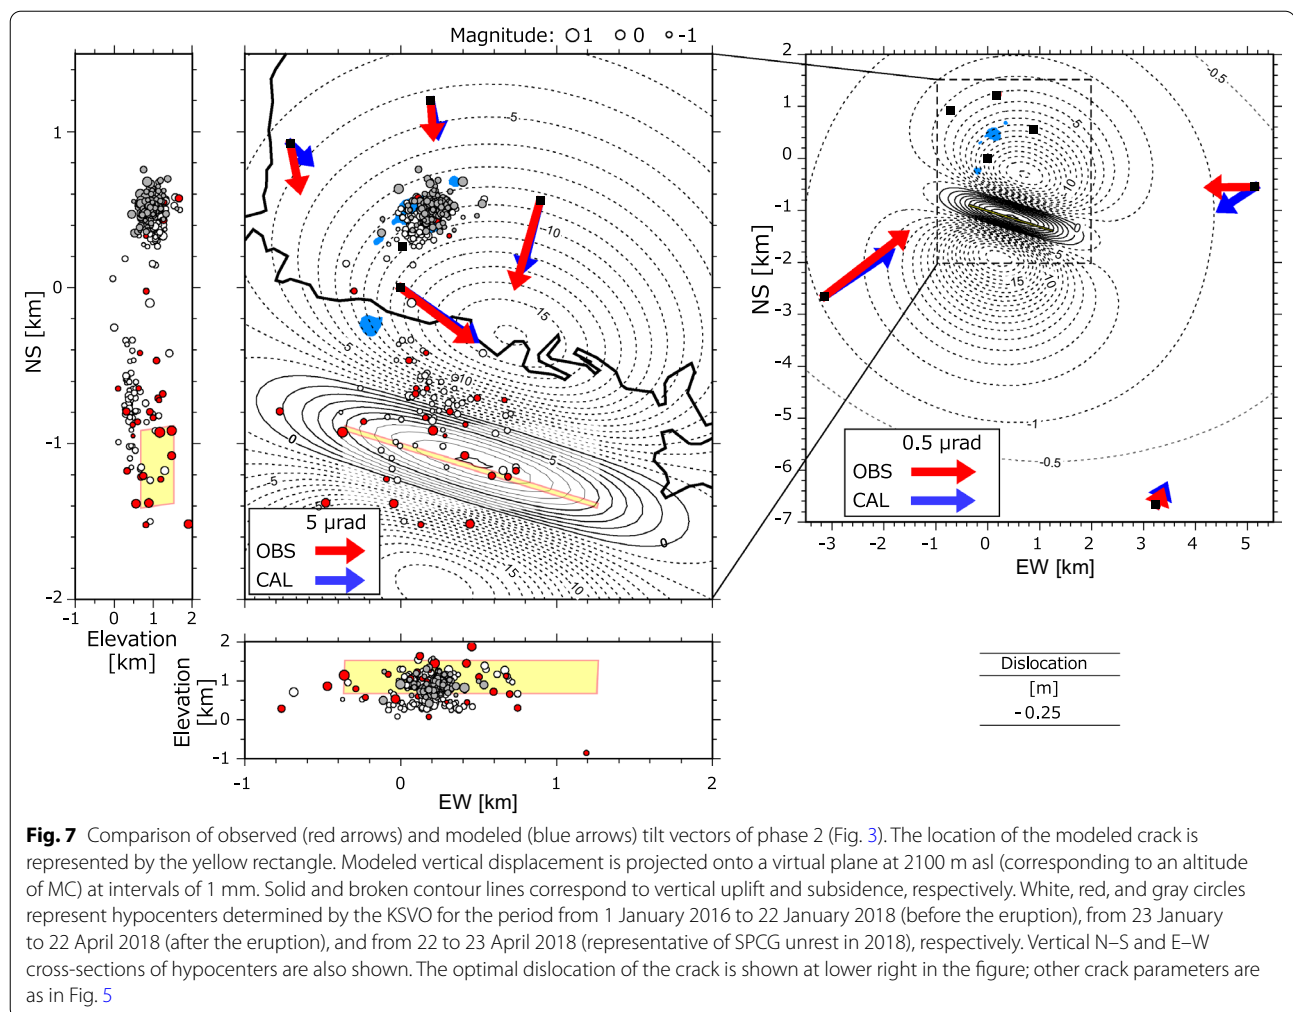 Magnitude: 1 0 -1
1
0
-1
-2
NS [km]
-1 0 1 2
Elevation
[km]
-5
-10
-15
-5
-10
0
-5
-5
0
-15
-10
5 µrad
OBS
CAL
2
1
0
-1
Elevation
[km]
-1 0 1 2
EW [km]
2
1
0
-1
-2
-3
-4
-5
-6
-7
NS [km]
-0.5
-5
-10
-15
-10
-5
-1
-0.5
0.5 µrad
OBS
CAL
-3 -2 -1 0 1 2 3 4 5
EW [km]
Dislocation
[m]
-0.25
Fig. 7 Comparison of observed (red arrows) and modeled (blue arrows) tilt vectors of phase 2 (Fig. 3). The location of the modeled crack is
represented by the yellow rectangle. Modeled vertical displacement is projected onto a virtual plane at 2100 m asl (corresponding to an altitude
of MC) at intervals of 1 mm. Solid and broken contour lines correspond to vertical uplift and subsidence, respectively. White, red, and gray circles
represent hypocenters determined by the KSVO for the period from 1 January 2016 to 22 January 2018 (before the eruption), from 23 January
to 22 April 2018 (after the eruption), and from 22 to 23 April 2018 (representative of SPCG unrest in 2018), respectively. Vertical N–S and E–W
cross-sections of hypocenters are also shown. The optimal dislocation of the crack is shown at lower right in the figure; other crack parameters are
as in Fig. 5